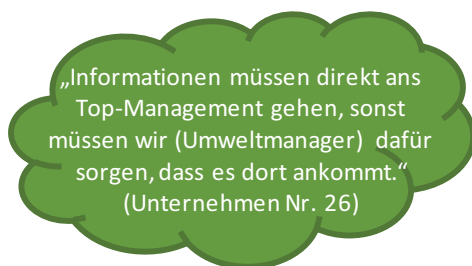 „Informationen müssen direkt ans
Top-Management gehen, sonst
müssen wir (Umweltmanager) dafür
sorgen, dass es dort ankommt.“
(Unternehmen Nr. 26)